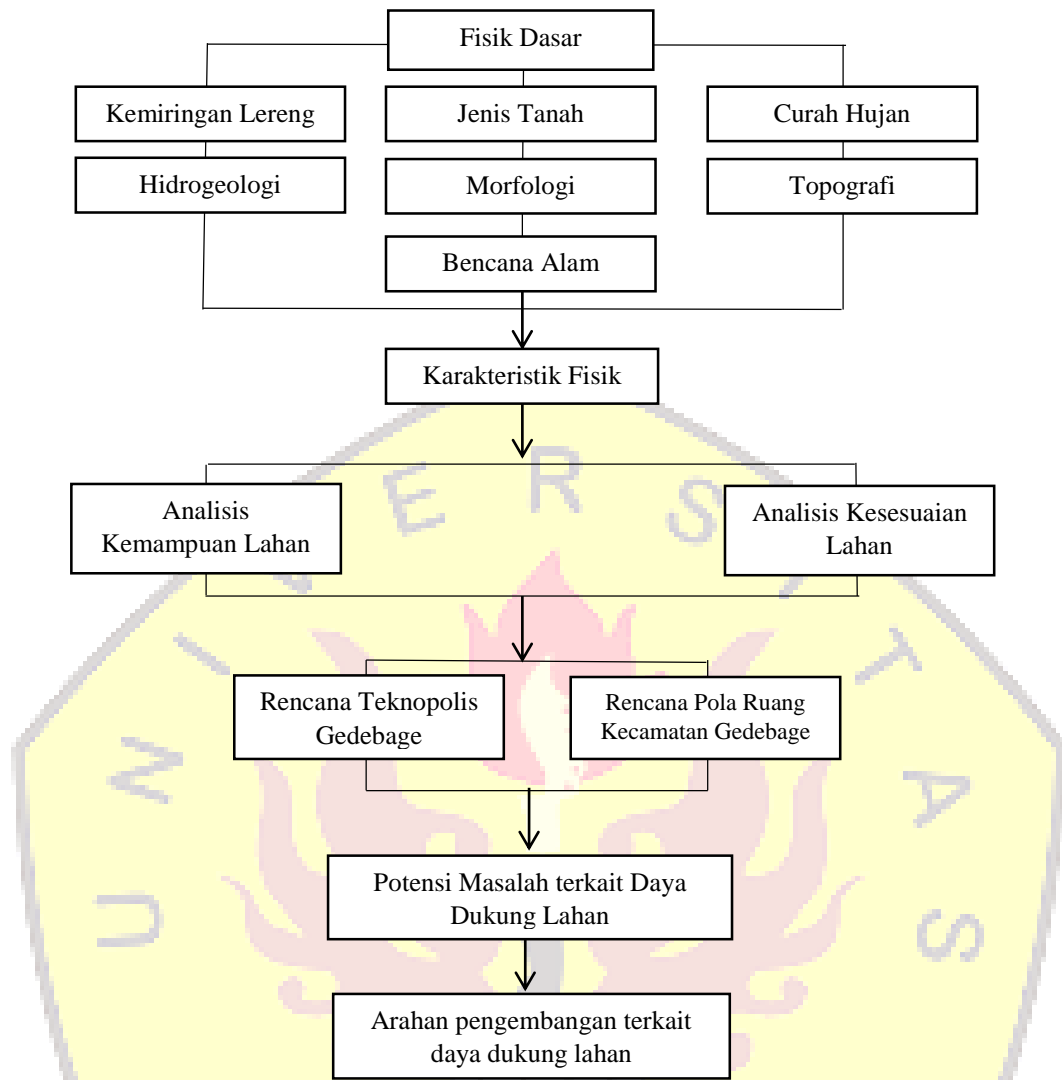 Fisik Dasar
Kemiringan Lereng
Jenis Tanah
Curah Hujan
Hidrogeologi
Morfologi
Topografi
Bencana Alam
Karakteristik Fisik
Analisis
Kemampuan Lahan
Analisis Kesesuaian
Lahan
Rencana Teknopolis
Gedebage
Rencana Pola Ruang
Kecamatan Gedebage
Potensi Masalah terkait Daya
Dukung Lahan
Arahan pengembangan terkait
daya dukung lahan
UNIVERSITAS